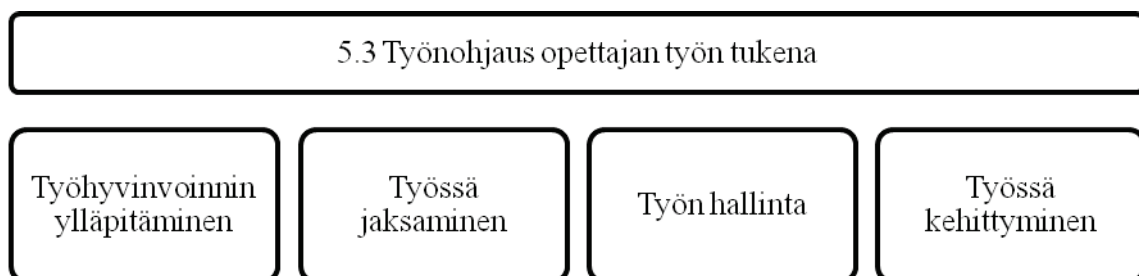 5.3 Työnohjaus opettajan työn tukena
Työhyvinvoinnin
ylläpitäminen
Työssä
jaksaminen
Työn hallinta
Työssä
kehittyminen